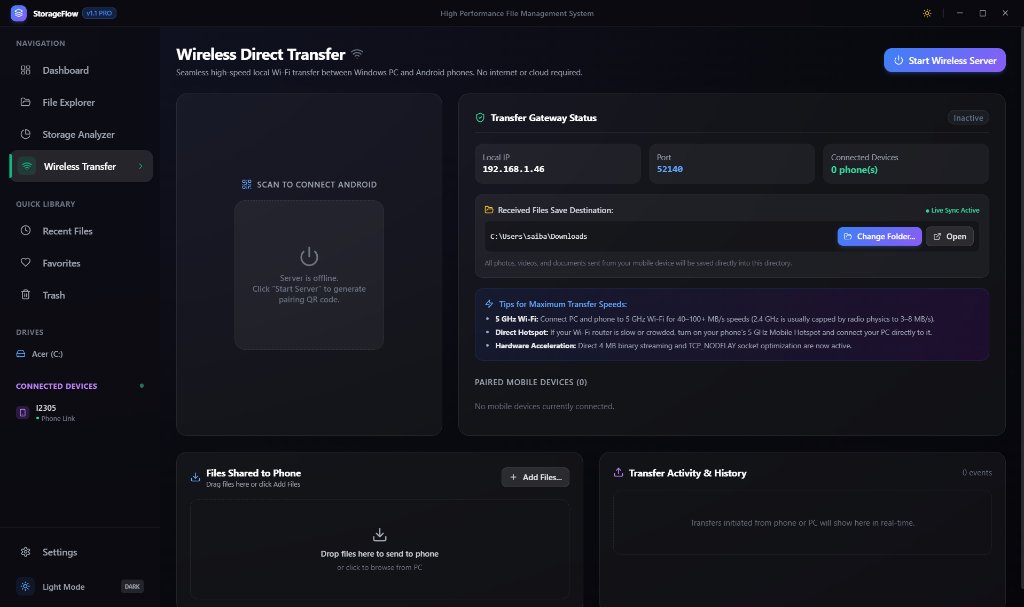 StorageFlow v1.1 PRO
High Performance File Management System
NAVIGATION
Dashboard
File Explorer
Storage Analyzer
Wireless Transfer
QUICK LIBRARY
Recent Files
Favorites
Trash
DRIVES
Acer (C:)
CONNECTED DEVICES
I2305
Phone Link
Settings
Light Mode DARK
Wireless Direct Transfer
Seamless high-speed local Wi-Fi transfer between Windows PC and Android phones. No internet or cloud required.
Start Wireless Server
SCAN TO CONNECT ANDROID
Server is offline.
Click "Start Server" to generate
pairing QR code.
Transfer Gateway Status Inactive
Local IP
192.168.1.46
Port
52140
Connected Devices
0 phone(s)
Received Files Save Destination: Live Sync Active
C:\Users\saiba\Downloads Change Folder... Open
All photos, videos, and documents sent from your mobile device will be saved directly into this directory.
Tips for Maximum Transfer Speeds:
5 GHz Wi-Fi: Connect PC and phone to 5 GHz Wi-Fi for 40–100+ MB/s speeds (2.4 GHz is usually capped by radio physics to 3–8 MB/s).
Direct Hotspot: If your Wi-Fi router is slow or crowded, turn on your phone's 5 GHz Mobile Hotspot and connect your PC directly to it.
Hardware Acceleration: Direct 4 MB binary streaming and TCP_NODELAY socket optimization are now active.
PAIRED MOBILE DEVICES (0)
No mobile devices currently connected.
Files Shared to Phone
Drag files here or click Add Files
Add Files...
Drop files here to send to phone
or click to browse from PC
Transfer Activity & History 0 events
Transfers initiated from phone or PC will show here in real-time.